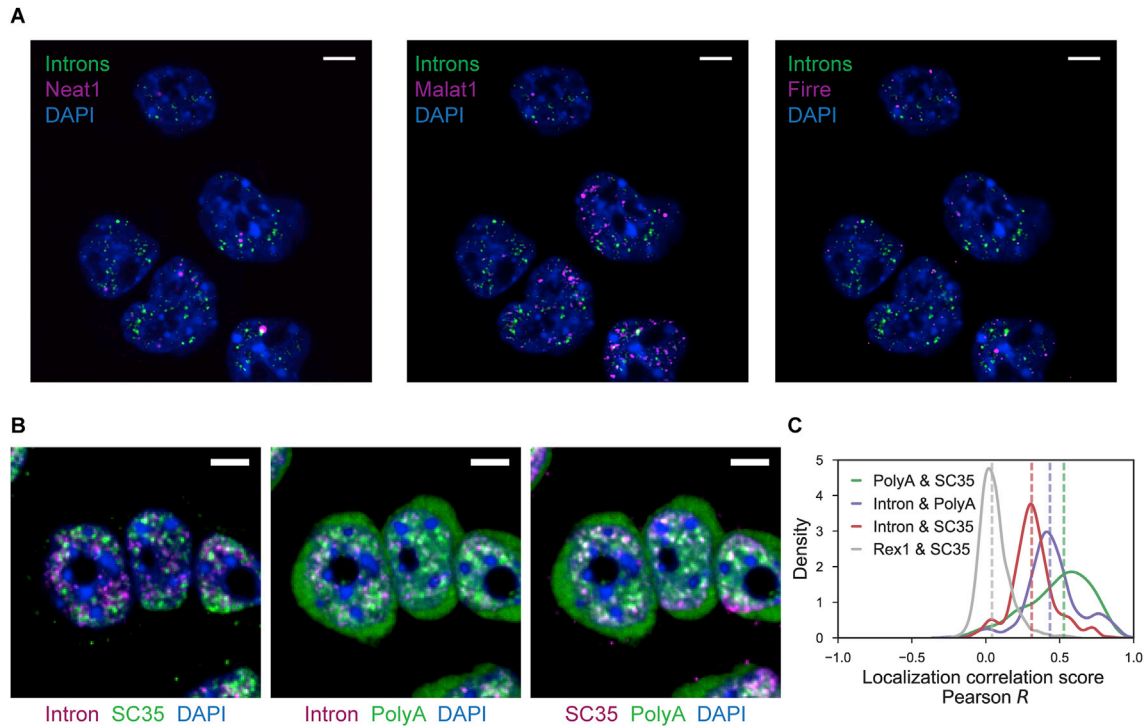 A
Introns
Neat1
DAPI
Introns
Malat1
DAPI
Introns
Firre
DAPI
B
Intron SC35 DAPI
Intron PolyA DAPI
SC35 PolyA DAPI
C
5
4
3
2
1
0
Density
PolyA & SC35
Intron & PolyA
Intron & SC35
Rex1 & SC35
−1.0 −0.5 0.0 0.5 1.0
Localization correlation score
Pearson R